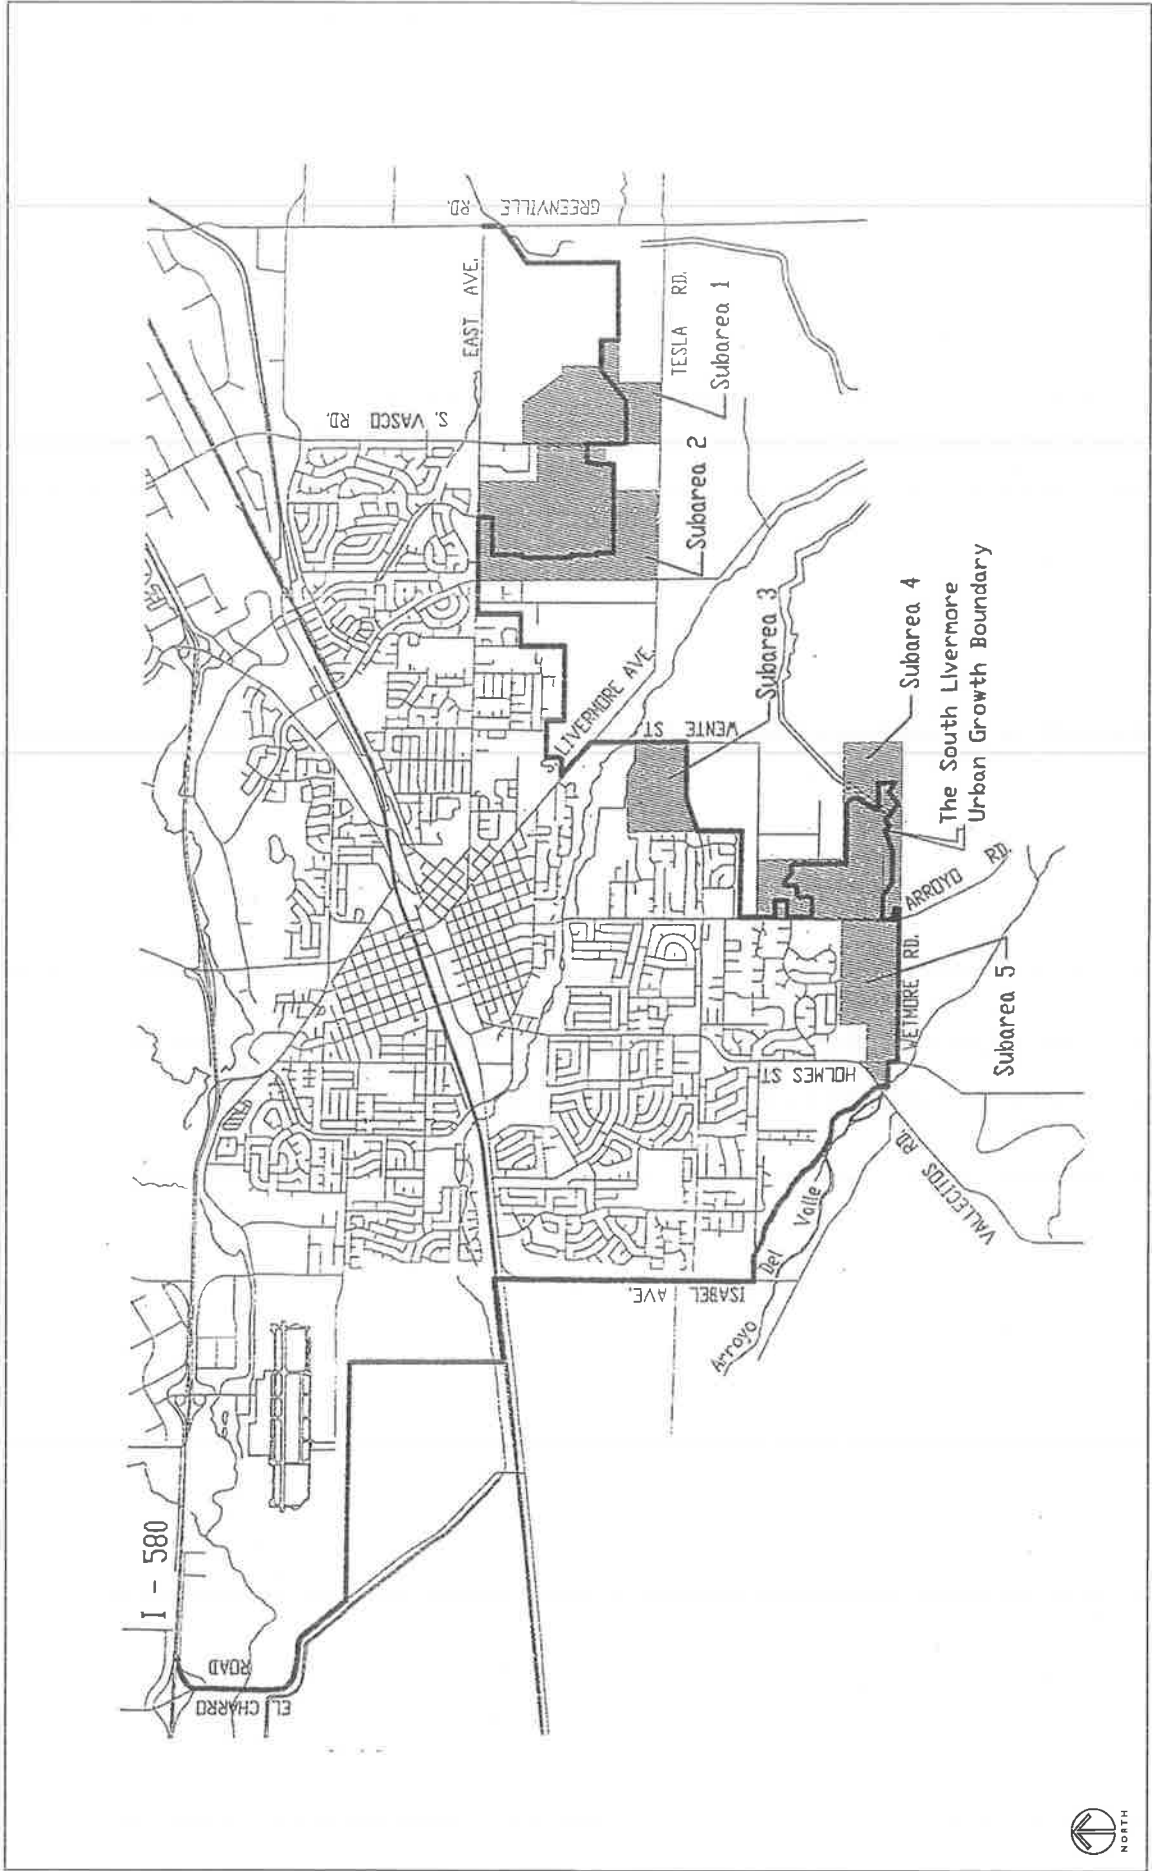 I - 580
EL CHARRO
ROAD
ISABEL AVE.
Arroyo
Del
Valle
VALLECITOS RD.
HOLMES ST
WETMORE RD.
Subarea 5
ARROYO RD.
The South Livermore
Urban Growth Boundary
Subarea 4
Subarea 3
WENTE ST.
S. LIVERMORE AVE.
Subarea 2
Subarea 1
TESLA RD.
EAST AVE.
S. VASCO RD.
GREENVILLE RD.
NORTH